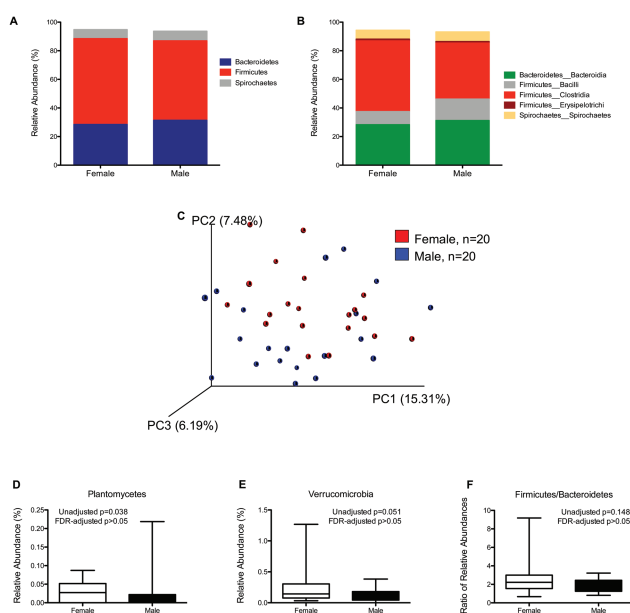 A
Relative Abundance (%)
100
80
60
40
20
0
Female
Male
Bacteroidetes
Firmicutes
Spirochaetes
B
Relative Abundance (%)
100
80
60
40
20
0
Female
Male
Bacteroidetes__Bacteroidia
Firmicutes__Bacilli
Firmicutes__Clostridia
Firmicutes__Erysipelotrichi
Spirochaetes__Spirochaetes
C
PC2 (7.48%)
Female, n=20
Male, n=20
PC1 (15.31%)
PC3 (6.19%)
D
Plantomycetes
Unadjusted p=0.038
FDR-adjusted p>0.05
Relative Abundance (%)
0.25
0.20
0.15
0.10
0.05
0.00
Female
Male
E
Verrucomicrobia
Unadjusted p=0.051
FDR-adjusted p>0.05
Relative Abundance (%)
1.5
1.0
0.5
0.0
Female
Male
F
Firmicutes/Bacteroidetes
Unadjusted p=0.148
FDR-adjusted p>0.05
Ratio of Relative Abundances
10
8
6
4
2
0
Female
Male